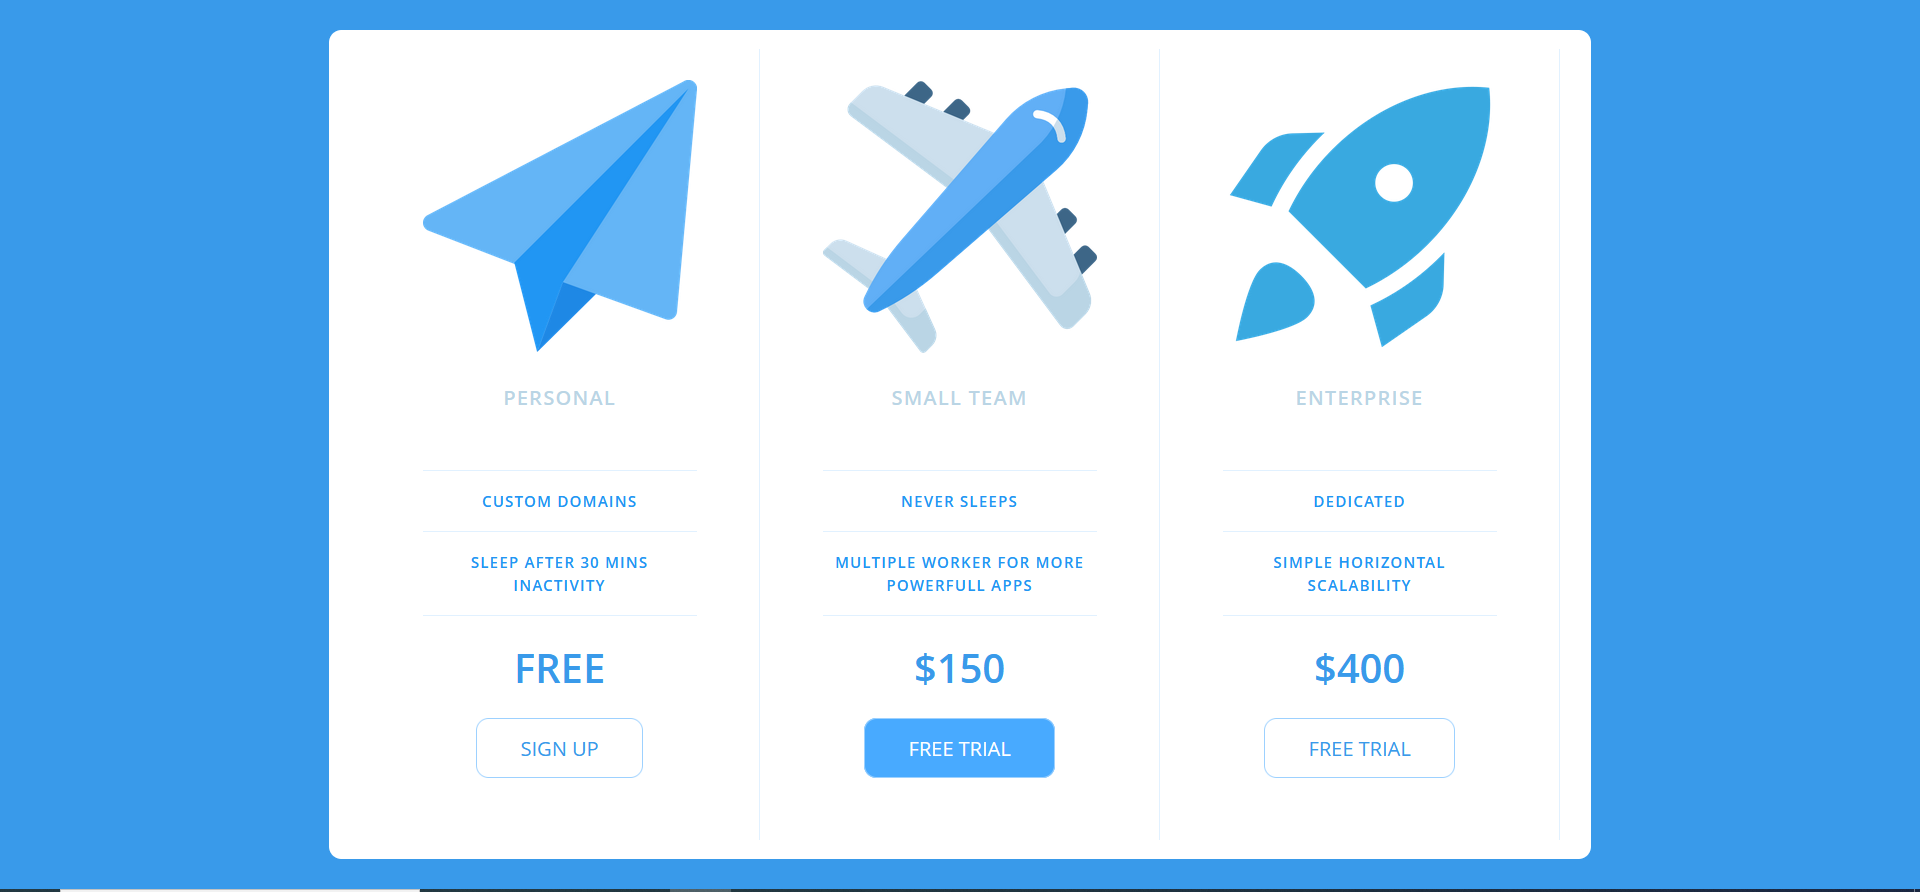 PERSONAL
CUSTOM DOMAINS
SLEEP AFTER 30 MINS
INACTIVITY
FREE
SIGN UP
SMALL TEAM
NEVER SLEEPS
MULTIPLE WORKER FOR MORE
POWERFULL APPS
$150
FREE TRIAL
ENTERPRISE
DEDICATED
SIMPLE HORIZONTAL
SCALABILITY
$400
FREE TRIAL